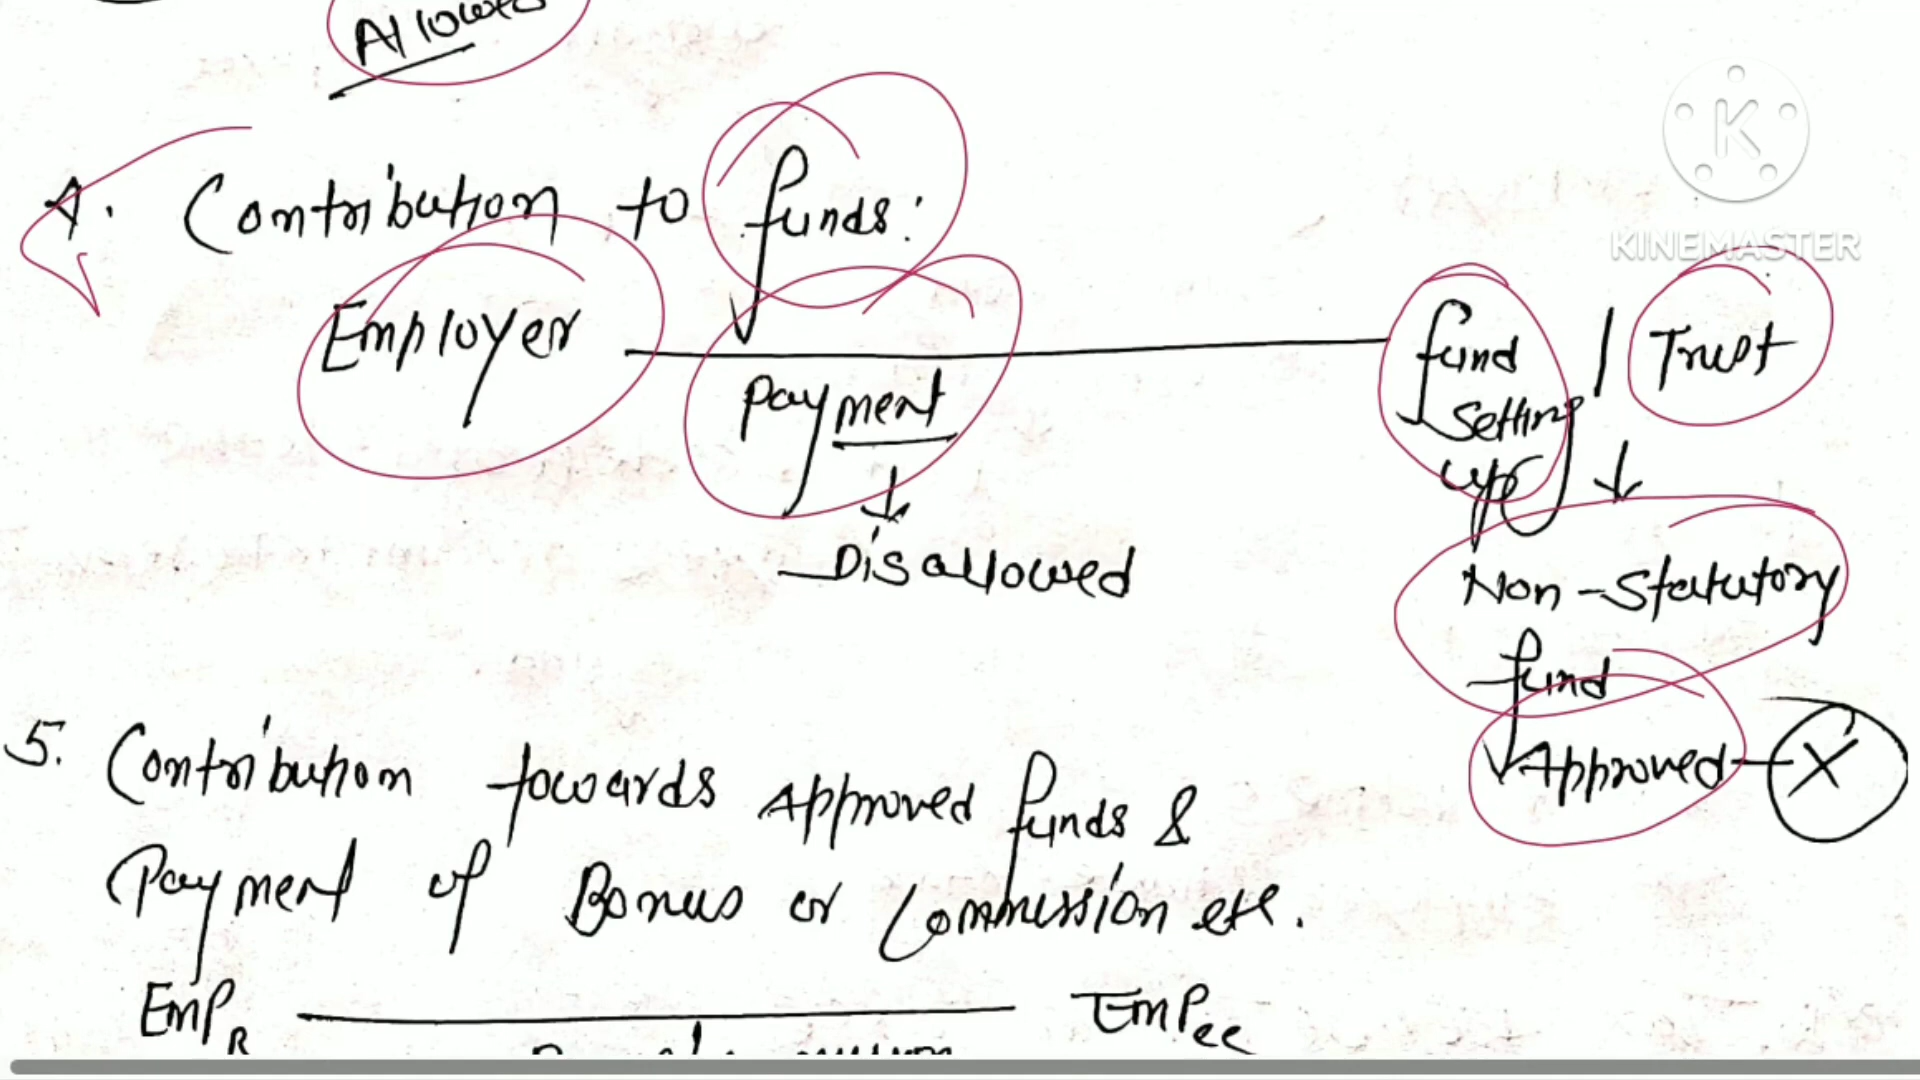 Allowed
4. Contribution to funds:
KINEMASTER
Employer
Payment
Disallowed
fund / Trust
Setting
up
Non-Statutory
fund
Approved X
5. Contribution towards Approved funds &
Payment of Bonus or Commission etc.
EmpR Empee